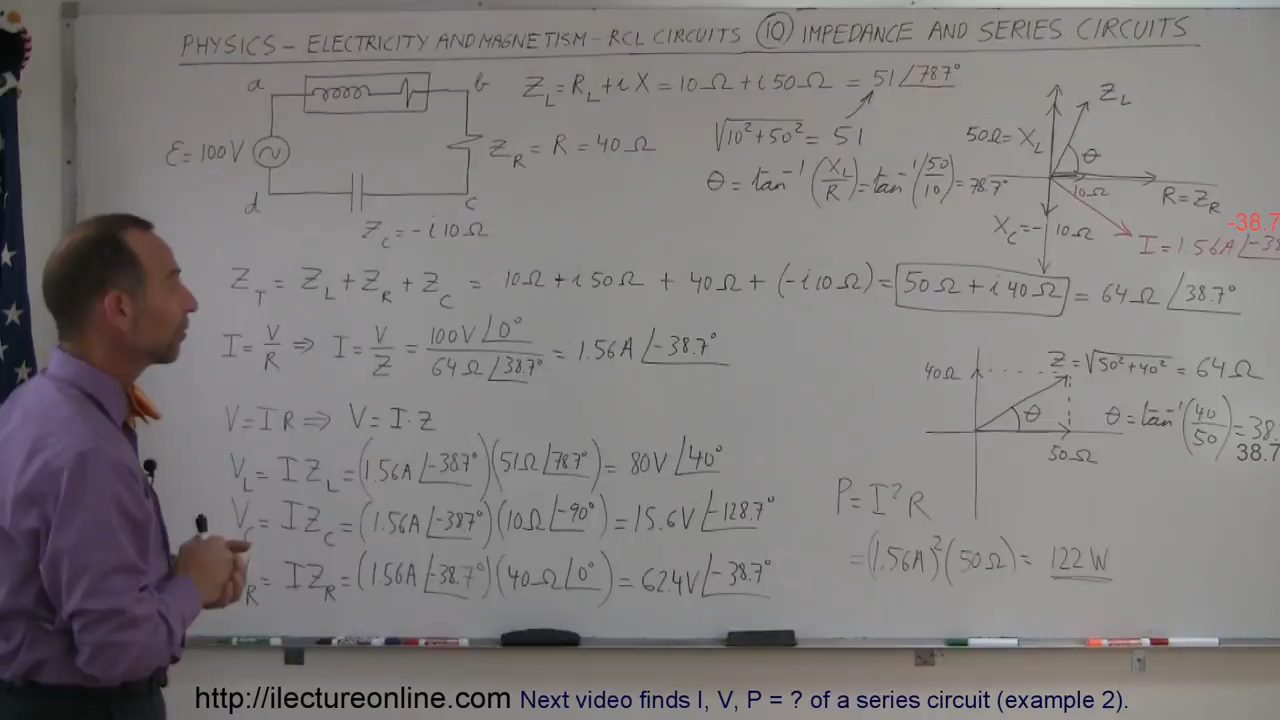 PHYSICS - ELECTRICITY AND MAGNETISM - RCL CIRCUITS ⑩ IMPEDANCE AND SERIES CIRCUITS
a
b
ε = 100V
d
c
Z_R = R = 40Ω
Z_C = -i10Ω
Z_L = R_L + iX = 10Ω + i50Ω = 51∠78.7°
√(10² + 50²) = 51
θ = tan⁻¹(X_L/R) = tan⁻¹(50/10) = 78.7°
Z_L
50Ω = X_L
θ
10Ω
R = Z_R
X_C = -10Ω
-38.7
I = 1.56A∠-38
Z_T = Z_L + Z_R + Z_C = 10Ω + i50Ω + 40Ω + (-i10Ω) = 50Ω + i40Ω = 64Ω∠38.7°
I = V/R ⇒ I = V/Z = 100V∠0° / 64Ω∠38.7° = 1.56A∠-38.7°
V = IR ⇒ V = I·Z
V_L = IZ_L = (1.56A∠-38.7°)(51Ω∠78.7°) = 80V∠40°
V_C = IZ_C = (1.56A∠-38.7°)(10Ω∠-90°) = 15.6V∠-128.7°
R = IZ_R = (1.56A∠-38.7°)(40Ω∠0°) = 62.4V∠-38.7°
40Ω
Z = √(50² + 40²) = 64Ω
θ
θ = tan⁻¹(40/50) = 38.
38.7
50Ω
P = I²R
= (1.56A)²(50Ω) = 122W
http://ilectureonline.com Next video finds I, V, P = ? of a series circuit (example 2).